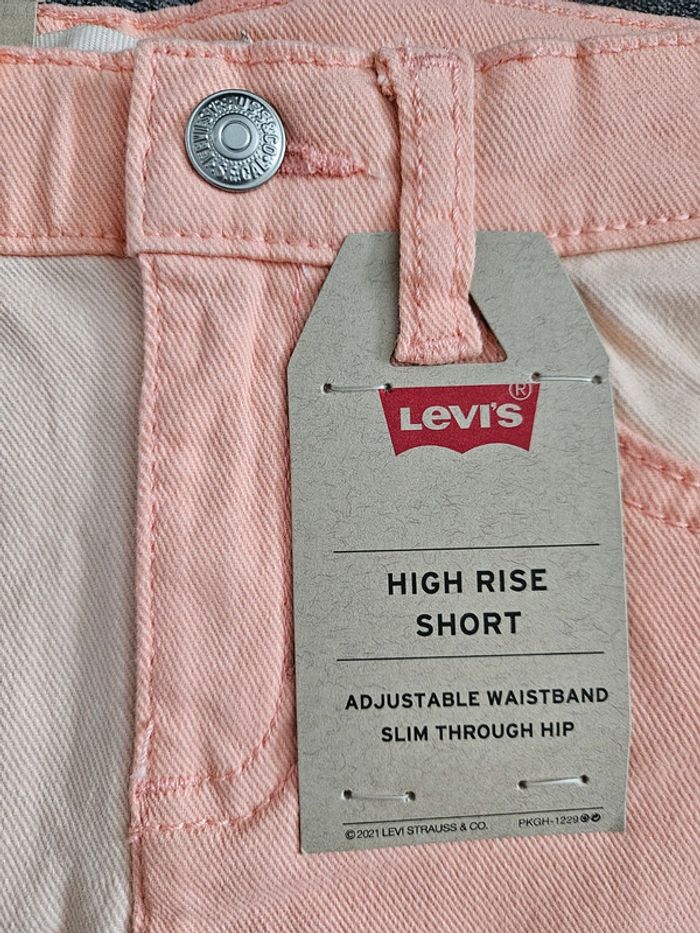 LEVI'S ®
HIGH RISE
SHORT
ADJUSTABLE WAISTBAND
SLIM THROUGH HIP
©2021 LEVI STRAUSS & CO. PKGH-1229